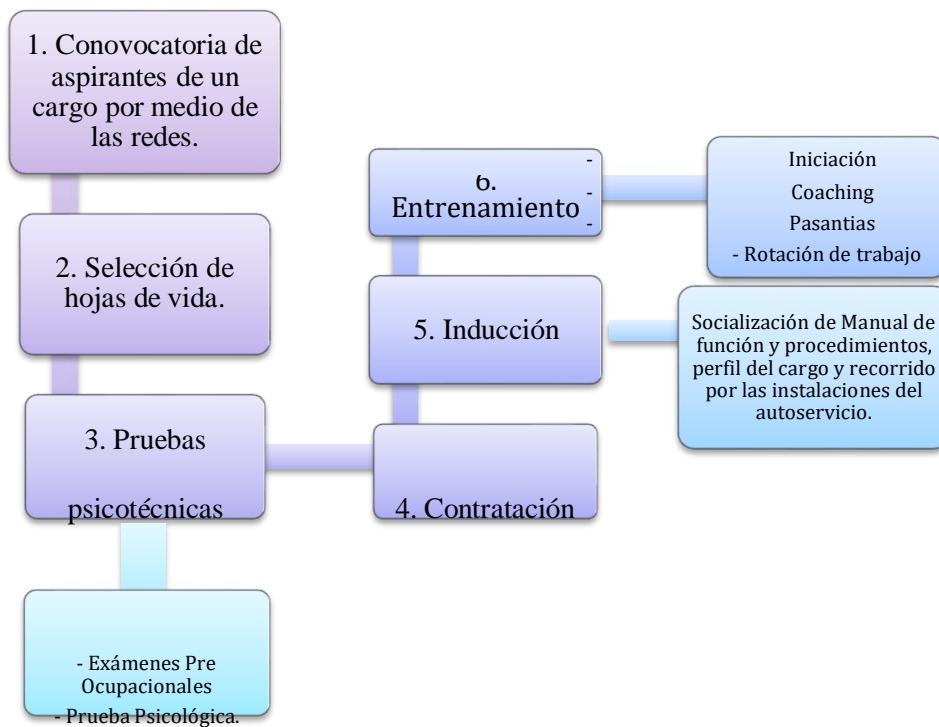 1. Conovocatoria de
aspirantes de un
cargo por medio de
las redes.
2. Selección de
hojas de vida.
3. Pruebas
psicotécnicas
- Exámenes Pre
Ocupacionales
- Prueba Psicológica.
4. Contratación
5. Inducción
Socialización de Manual de
función y procedimientos,
perfil del cargo y recorrido
por las instalaciones del
autoservicio.
6.
Entrenamiento
-
-
-
Iniciación
Coaching
Pasantias
- Rotación de trabajo